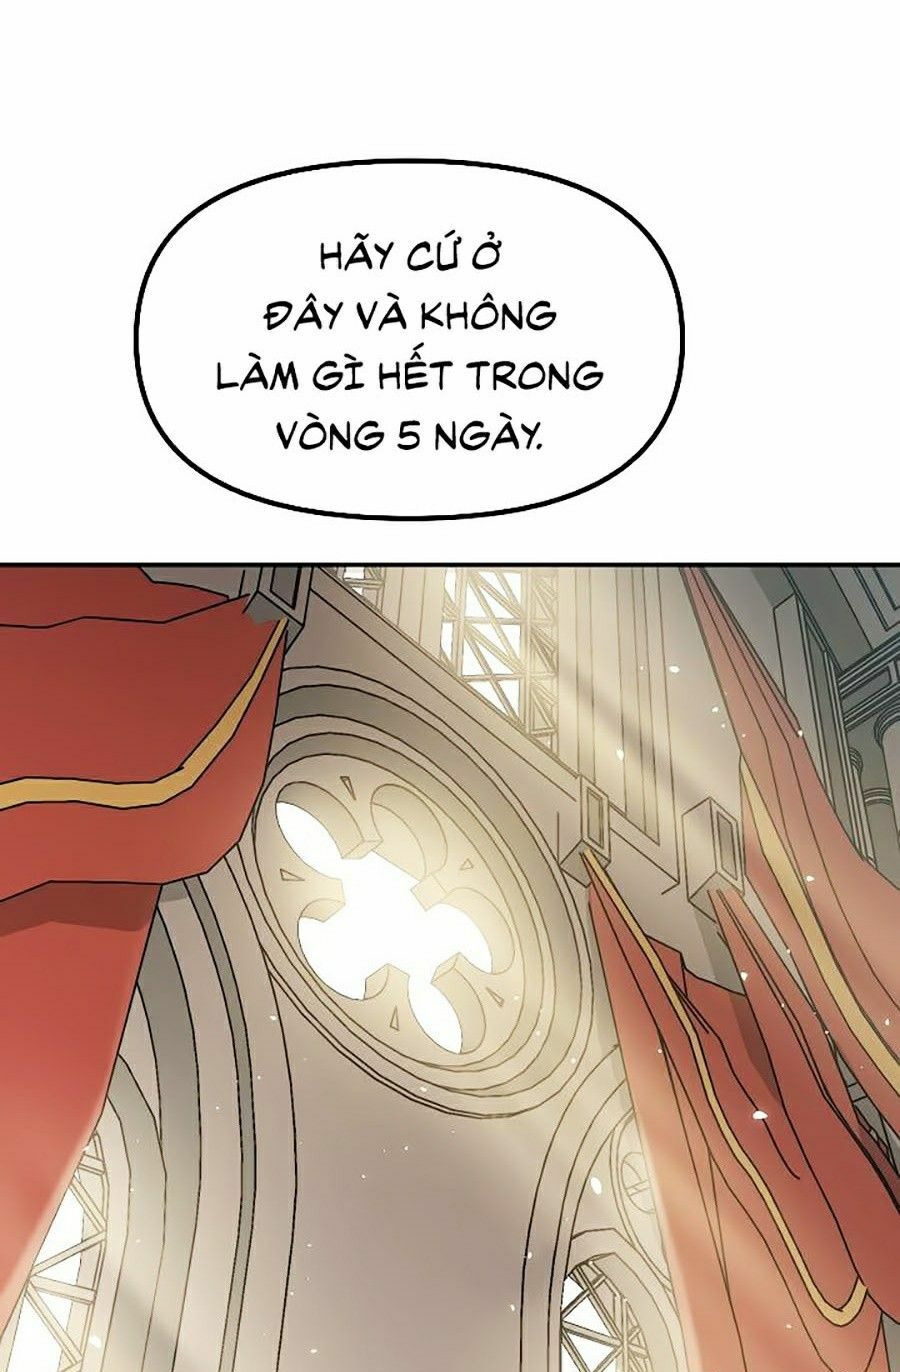 HÃY CỨ Ở
ĐÂY VÀ KHÔNG
LÀM GÌ HẾT TRONG
VÒNG 5 NGÀY.